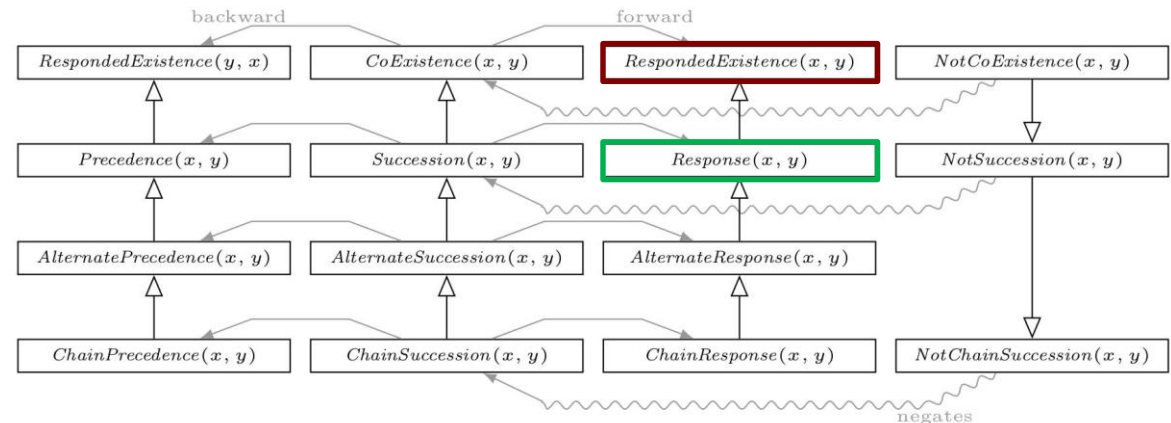 backward forward
RespondedExistence(y, x) CoExistence(x, y) RespondedExistence(x, y) NotCoExistence(x, y)
Precedence(x, y) Succession(x, y) Response(x, y) NotSuccession(x, y)
AlternatePrecedence(x, y) AlternateSuccession(x, y) AlternateResponse(x, y)
ChainPrecedence(x, y) ChainSuccession(x, y) ChainResponse(x, y) NotChainSuccession(x, y)
negates